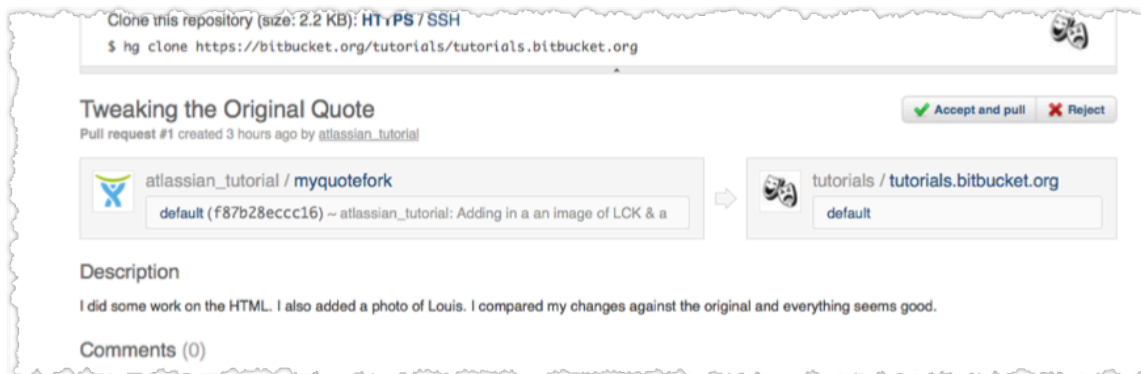 Clone this repository (size: 2.2 KB): HTTPS / SSH
$ hg clone https://bitbucket.org/tutorials/tutorials.bitbucket.org
Tweaking the Original Quote
Accept and pull
Reject
Pull request #1 created 3 hours ago by atlassian_tutorial
atlassian_tutorial / myquotefork
tutorials / tutorials.bitbucket.org
default (f87b28eccc16) ~ atlassian_tutorial: Adding in a an image of LCK & a
default
Description
I did some work on the HTML. I also added a photo of Louis. I compared my changes against the original and everything seems good.
Comments (0)